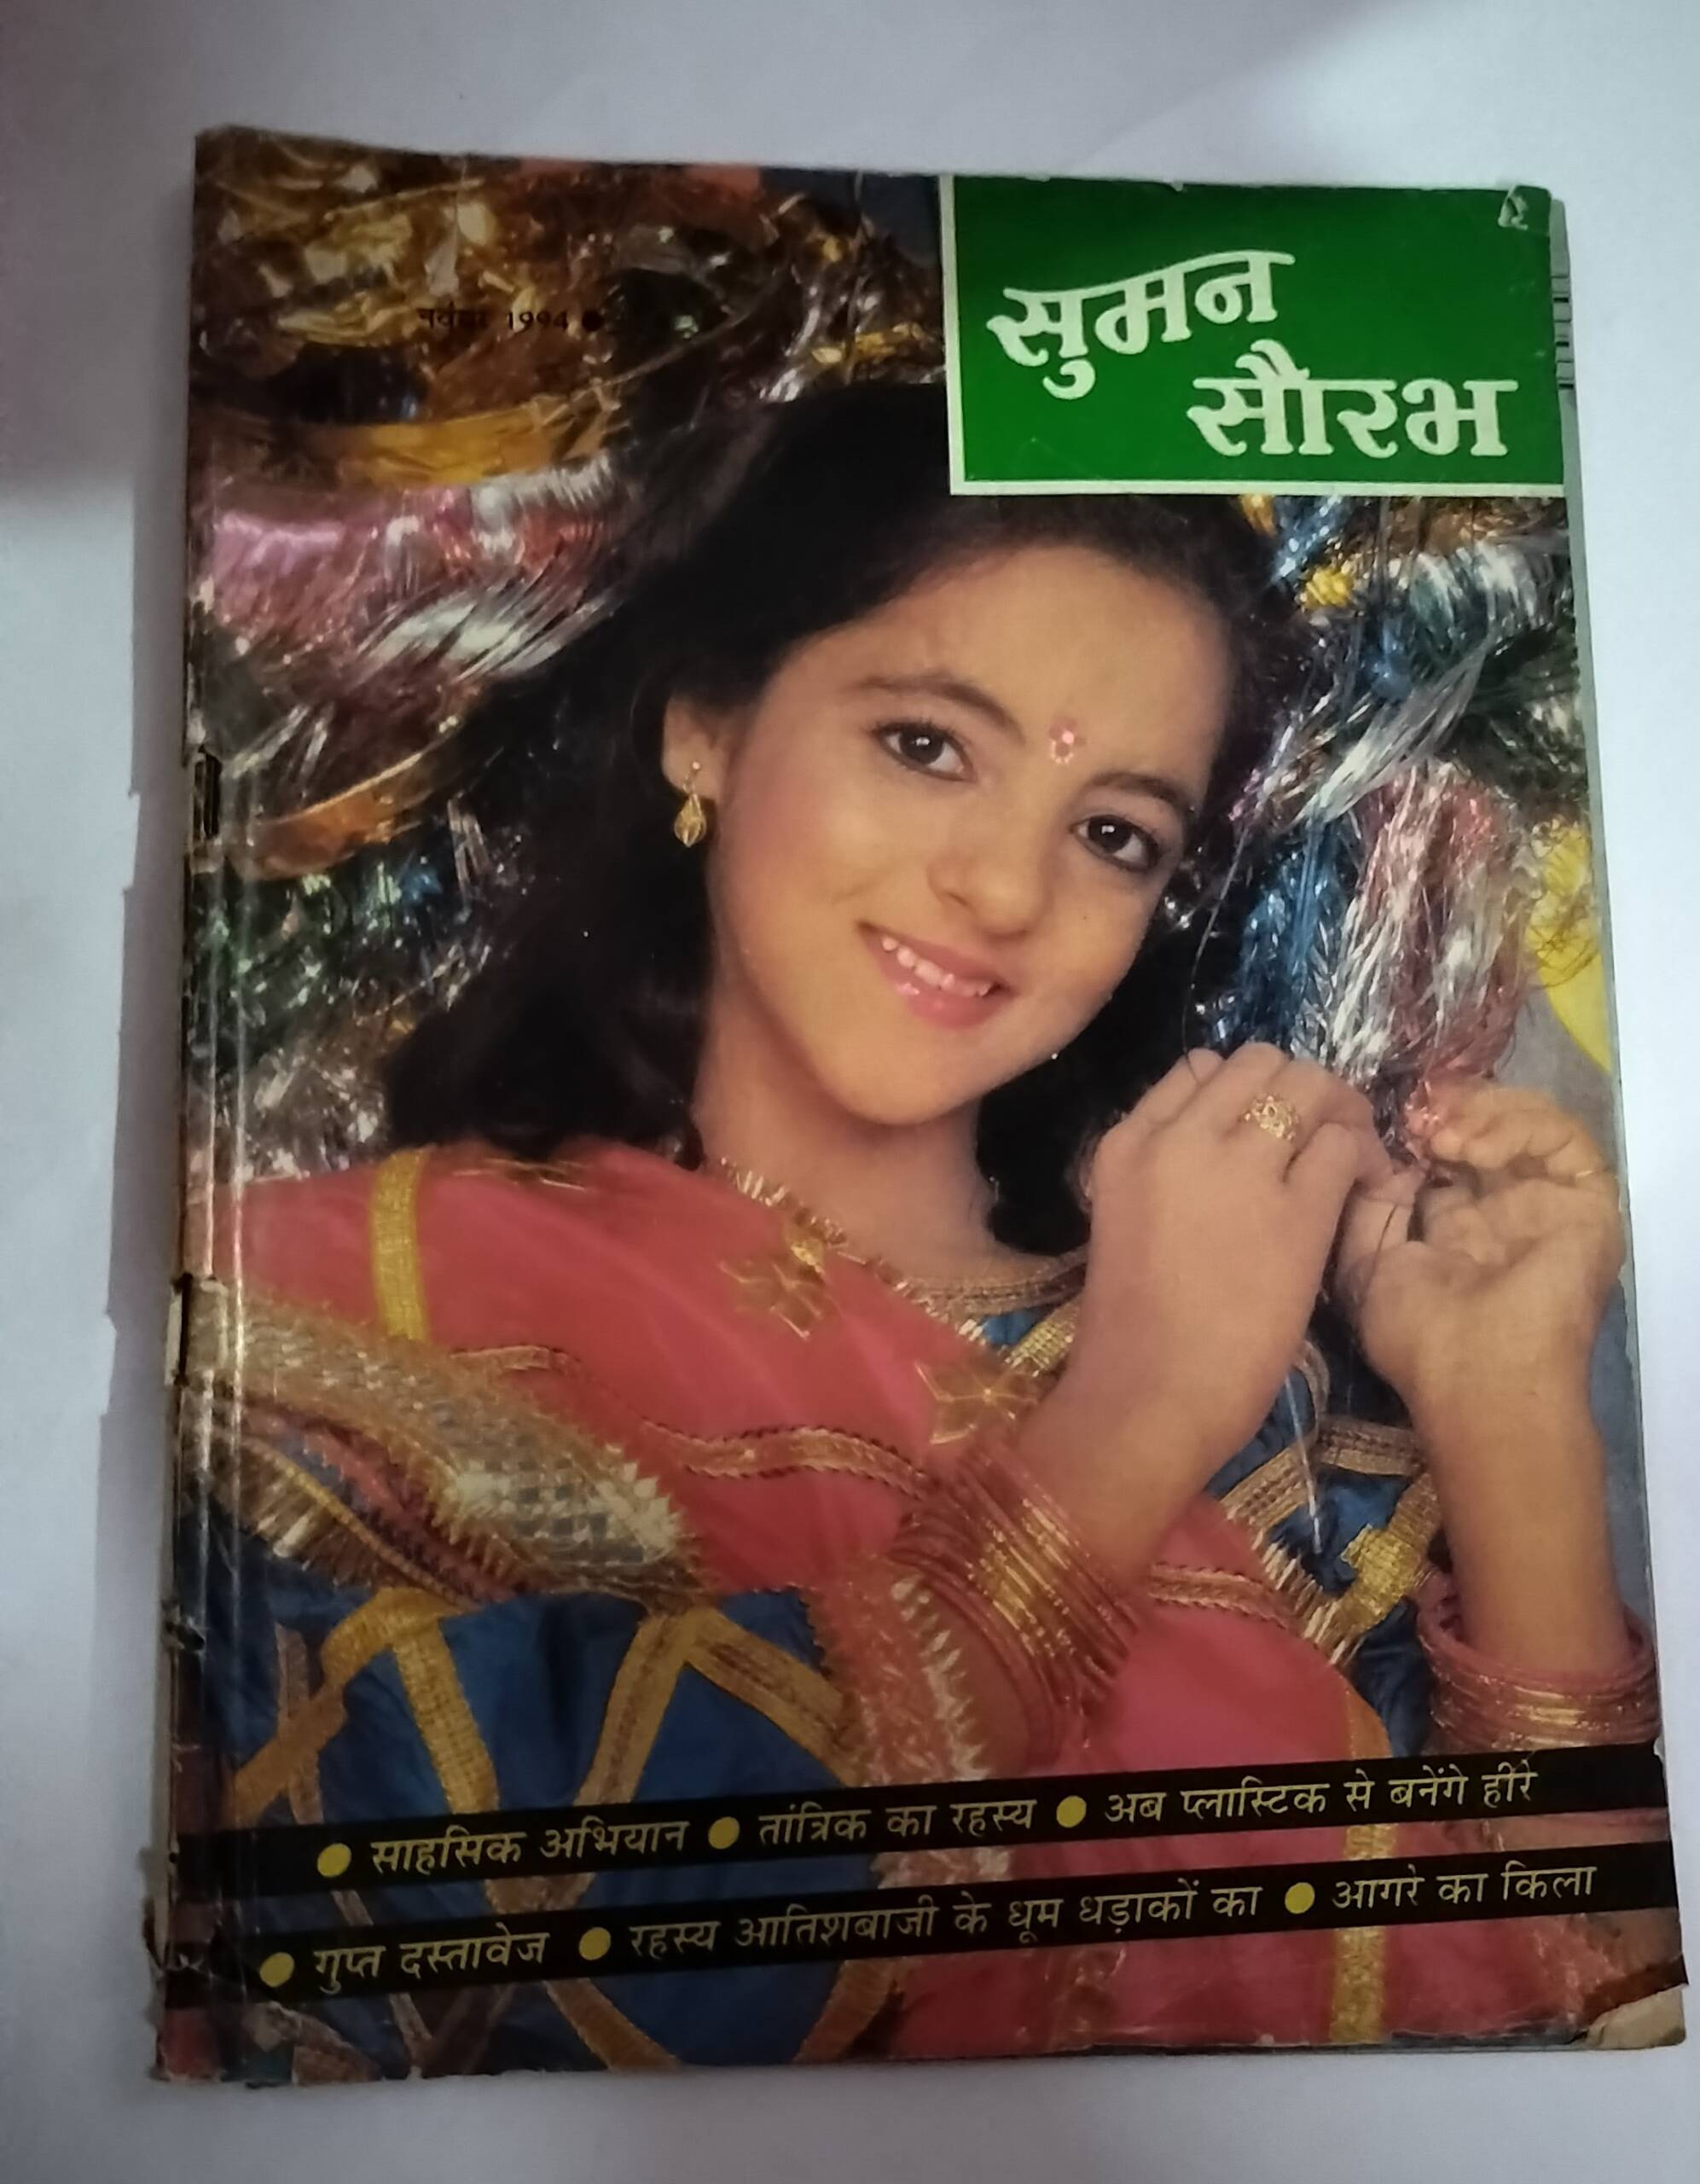 नवंबर 1994
सुमन
सौरभ
● साहसिक अभियान ● तांत्रिक का रहस्य ● अब प्लास्टिक से बनेंगे हीरे
● गुप्त दस्तावेज ● रहस्य आतिशबाजी के धूम धड़ाकों का ● आगरे का किला